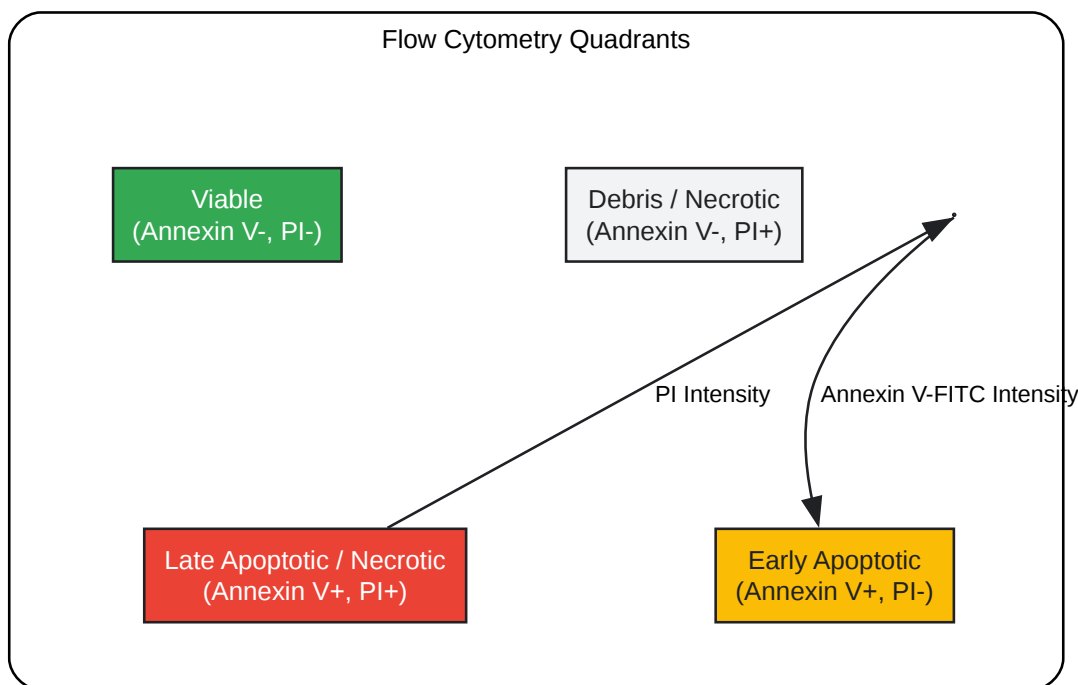 Flow Cytometry Quadrants
Viable
(Annexin V-, PI-)
Debris / Necrotic
(Annexin V-, PI+)
PI Intensity
Annexin V-FITC Intensity
Late Apoptotic / Necrotic
(Annexin V+, PI+)
Early Apoptotic
(Annexin V+, PI-)